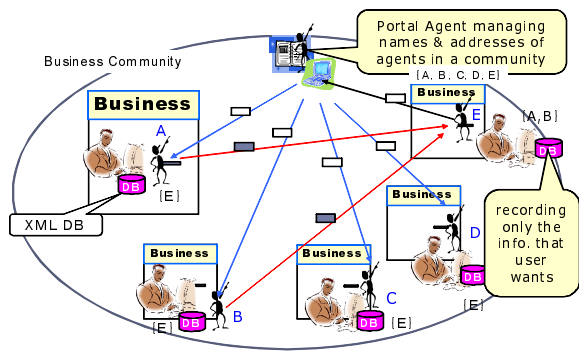 Portal Agent managing
names & addresses of
agents in a community
Business Community
{A, B, C, D, E}
Business
Business
A
E
{A,B}
DB
DB
{E}
XML DB
recording
only the
info. that
user
wants
Business
D
DB
{E}
Business
B
DB
{E}
Business
C
DB
{E}